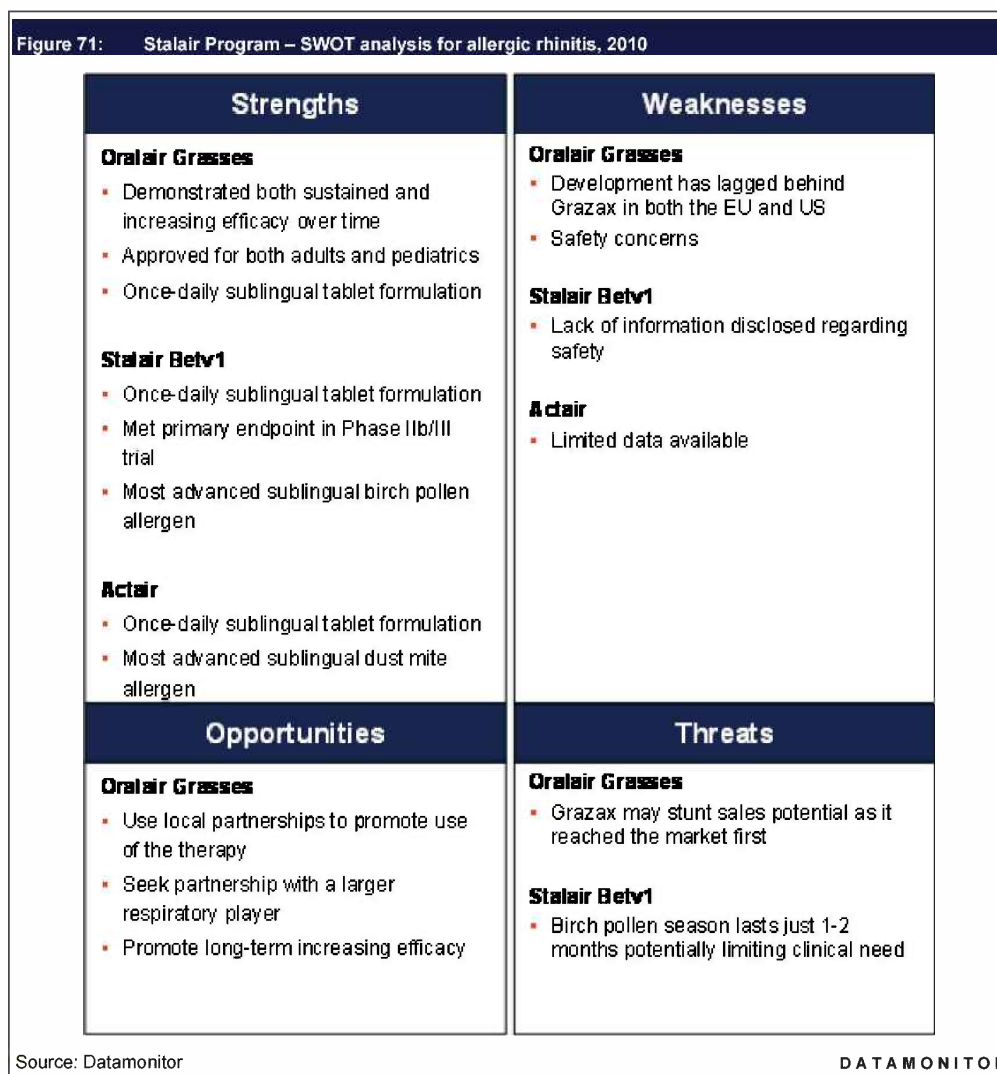 Figure 71: Stalair Program – SWOT analysis for allergic rhinitis, 2010
Strengths
Oralair Grasses
▪ Demonstrated both sustained and
increasing efficacy over time
▪ Approved for both adults and pediatrics
▪ Once-daily sublingual tablet formulation
Stalair Betv1
▪ Once-daily sublingual tablet formulation
▪ Met primary endpoint in Phase IIb/III
trial
▪ Most advanced sublingual birch pollen
allergen
Actair
▪ Once-daily sublingual tablet formulation
▪ Most advanced sublingual dust mite
allergen
Weaknesses
Oralair Grasses
▪ Development has lagged behind
Grazax in both the EU and US
▪ Safety concerns
Stalair Betv1
▪ Lack of information disclosed regarding
safety
Actair
▪ Limited data available
Opportunities
Oralair Grasses
▪ Use local partnerships to promote use
of the therapy
▪ Seek partnership with a larger
respiratory player
▪ Promote long-term increasing efficacy
Threats
Oralair Grasses
▪ Grazax may stunt sales potential as it
reached the market first
Stalair Betv1
▪ Birch pollen season lasts just 1-2
months potentially limiting clinical need
Source: Datamonitor
DATAMONITOR